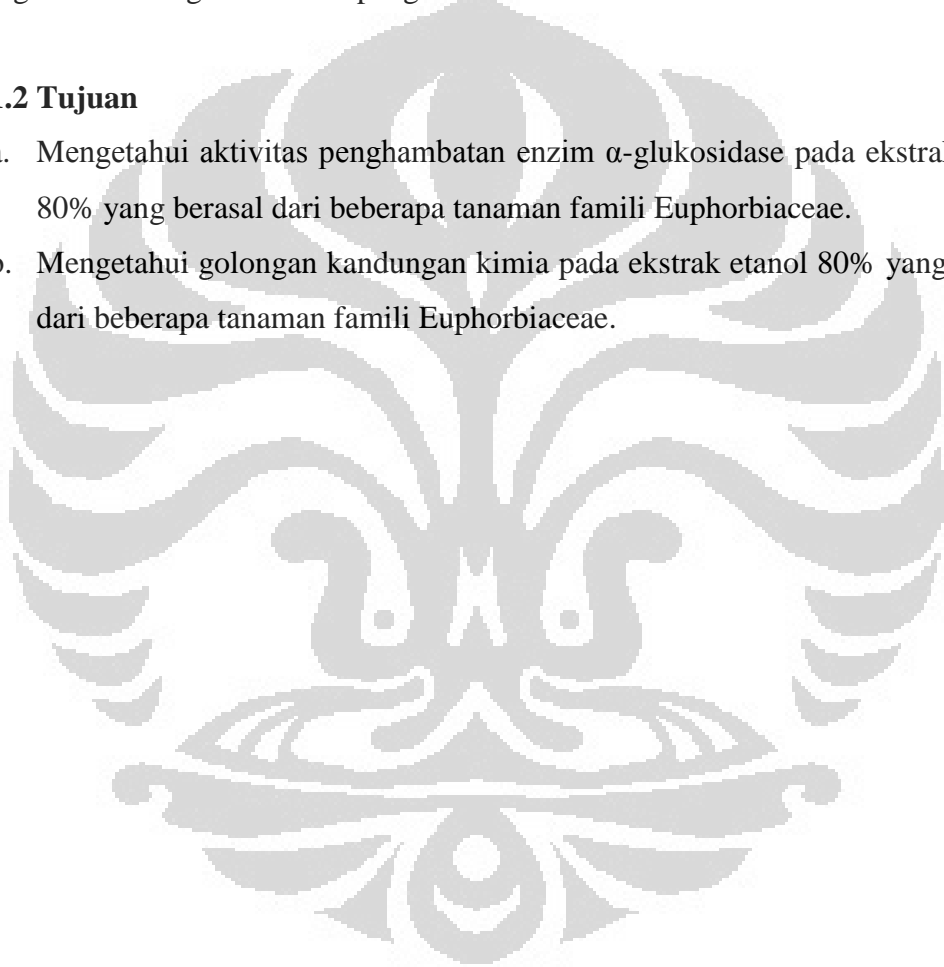 .2 Tujuan
a. Mengetahui aktivitas penghambatan enzim α-glukosidase pada ekstrak
80% yang berasal dari beberapa tanaman famili Euphorbiaceae.
b. Mengetahui golongan kandungan kimia pada ekstrak etanol 80% yang
dari beberapa tanaman famili Euphorbiaceae.